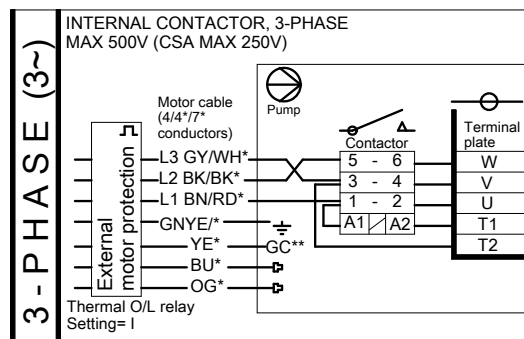 3-PHASE (3~)
INTERNAL CONTACTOR, 3-PHASE
MAX 500V (CSA MAX 250V)
Motor cable
(4/4*/7*
conductors)
Pump
Contactor
Terminal
plate
External
motor protection
L3 GY/WH*
L2 BK/BK*
L1 BN/RD*
GNYE/*
YE*
GC**
BU*
OG*
5 - 6
3 - 4
1 - 2
A1 A2
W
V
U
T1
T2
Thermal O/L relay
Setting= I